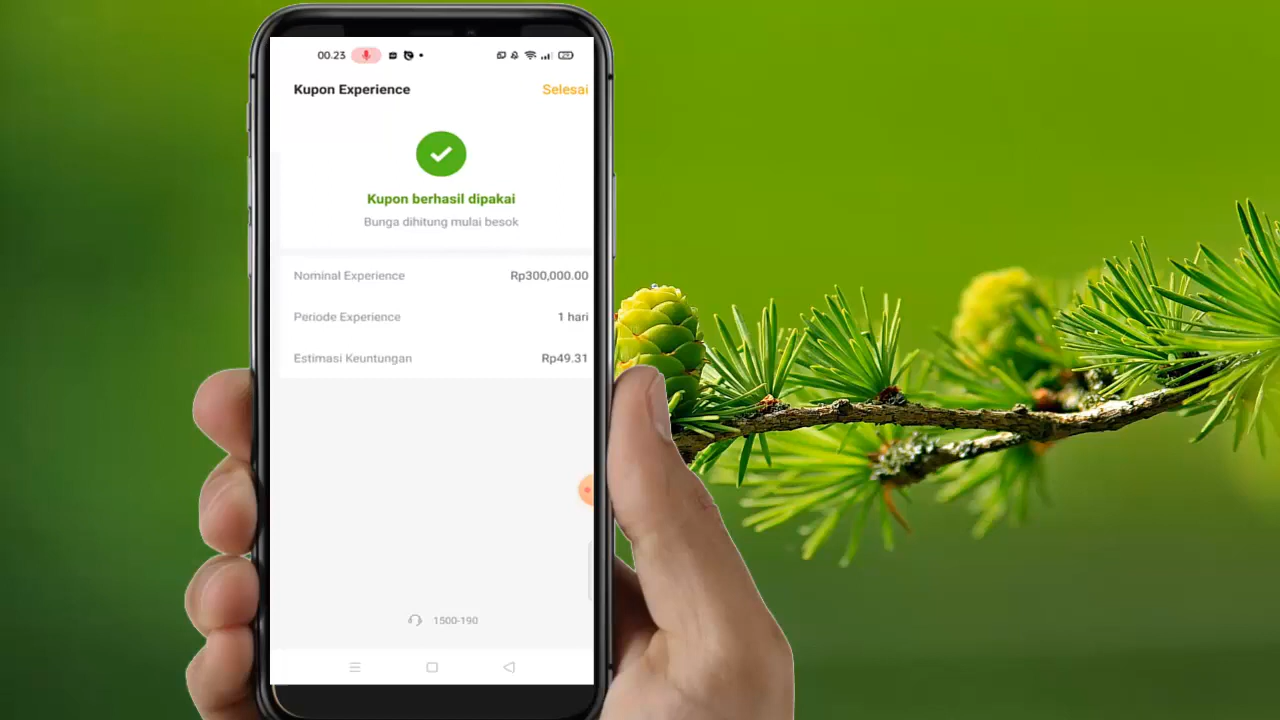 00.23
29
Kupon Experience
Selesai
Kupon berhasil dipakai
Bunga dihitung mulai besok
Nominal Experience Rp300,000.00
Periode Experience 1 hari
Estimasi Keuntungan Rp49.31
1500-190